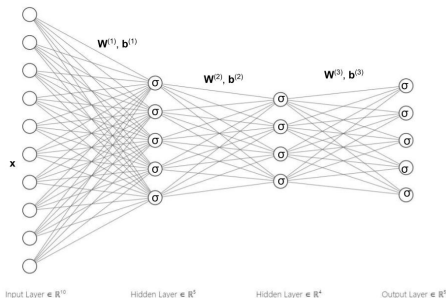 W⁽¹⁾, b⁽¹⁾
W⁽²⁾, b⁽²⁾
W⁽³⁾, b⁽³⁾
σ σ σ σ σ
σ σ σ σ
σ σ σ σ σ
x
Input Layer ∈ ℝ¹⁰
Hidden Layer ∈ ℝ⁵
Hidden Layer ∈ ℝ⁴
Output Layer ∈ ℝ⁵